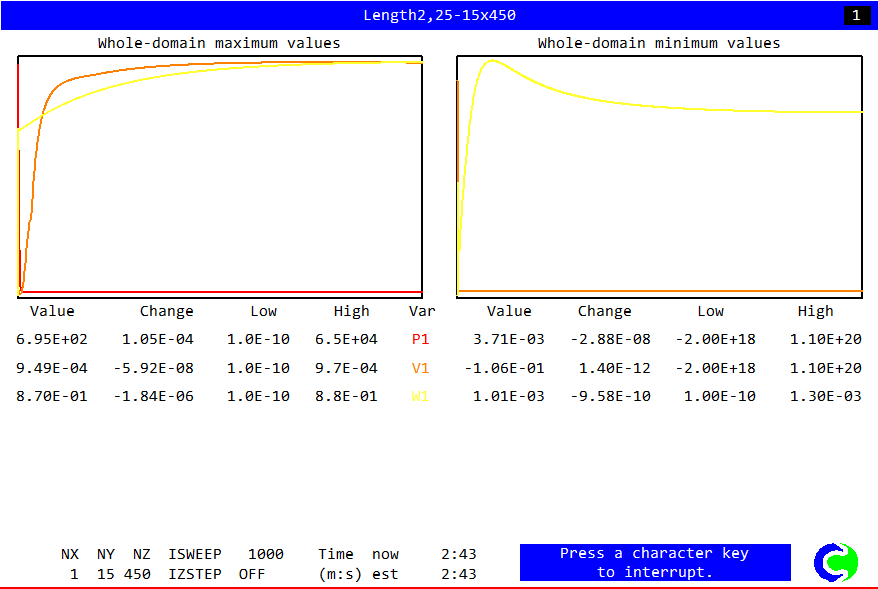 Length2,25-15x450 1
Whole-domain maximum values Whole-domain minimum values
Value Change Low High Var Value Change Low High
6.95E+02 1.05E-04 1.0E-10 6.5E+04 P1 3.71E-03 -2.88E-08 -2.00E+18 1.10E+20
9.49E-04 -5.92E-08 1.0E-10 9.7E-04 V1 -1.06E-01 1.40E-12 -2.00E+18 1.10E+20
8.70E-01 -1.84E-06 1.0E-10 8.8E-01 W1 1.01E-03 -9.58E-10 1.00E-10 1.30E-03
NX NY NZ ISWEEP 1000 Time now 2:43 Press a character key
1 15 450 IZSTEP OFF (m:s) est 2:43 to interrupt.